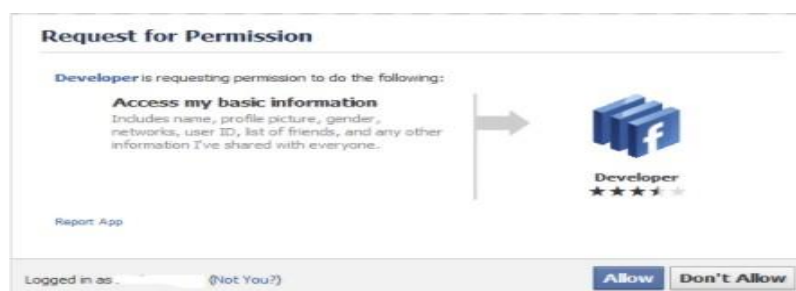 Request for Permission
Developer is requesting permission to do the following:
Access my basic information
Includes name, profile picture, gender,
networks, user ID, list of friends, and any other
information I've shared with everyone.
f
Developer
Report App
Logged in as (Not You?)
Allow
Don't Allow